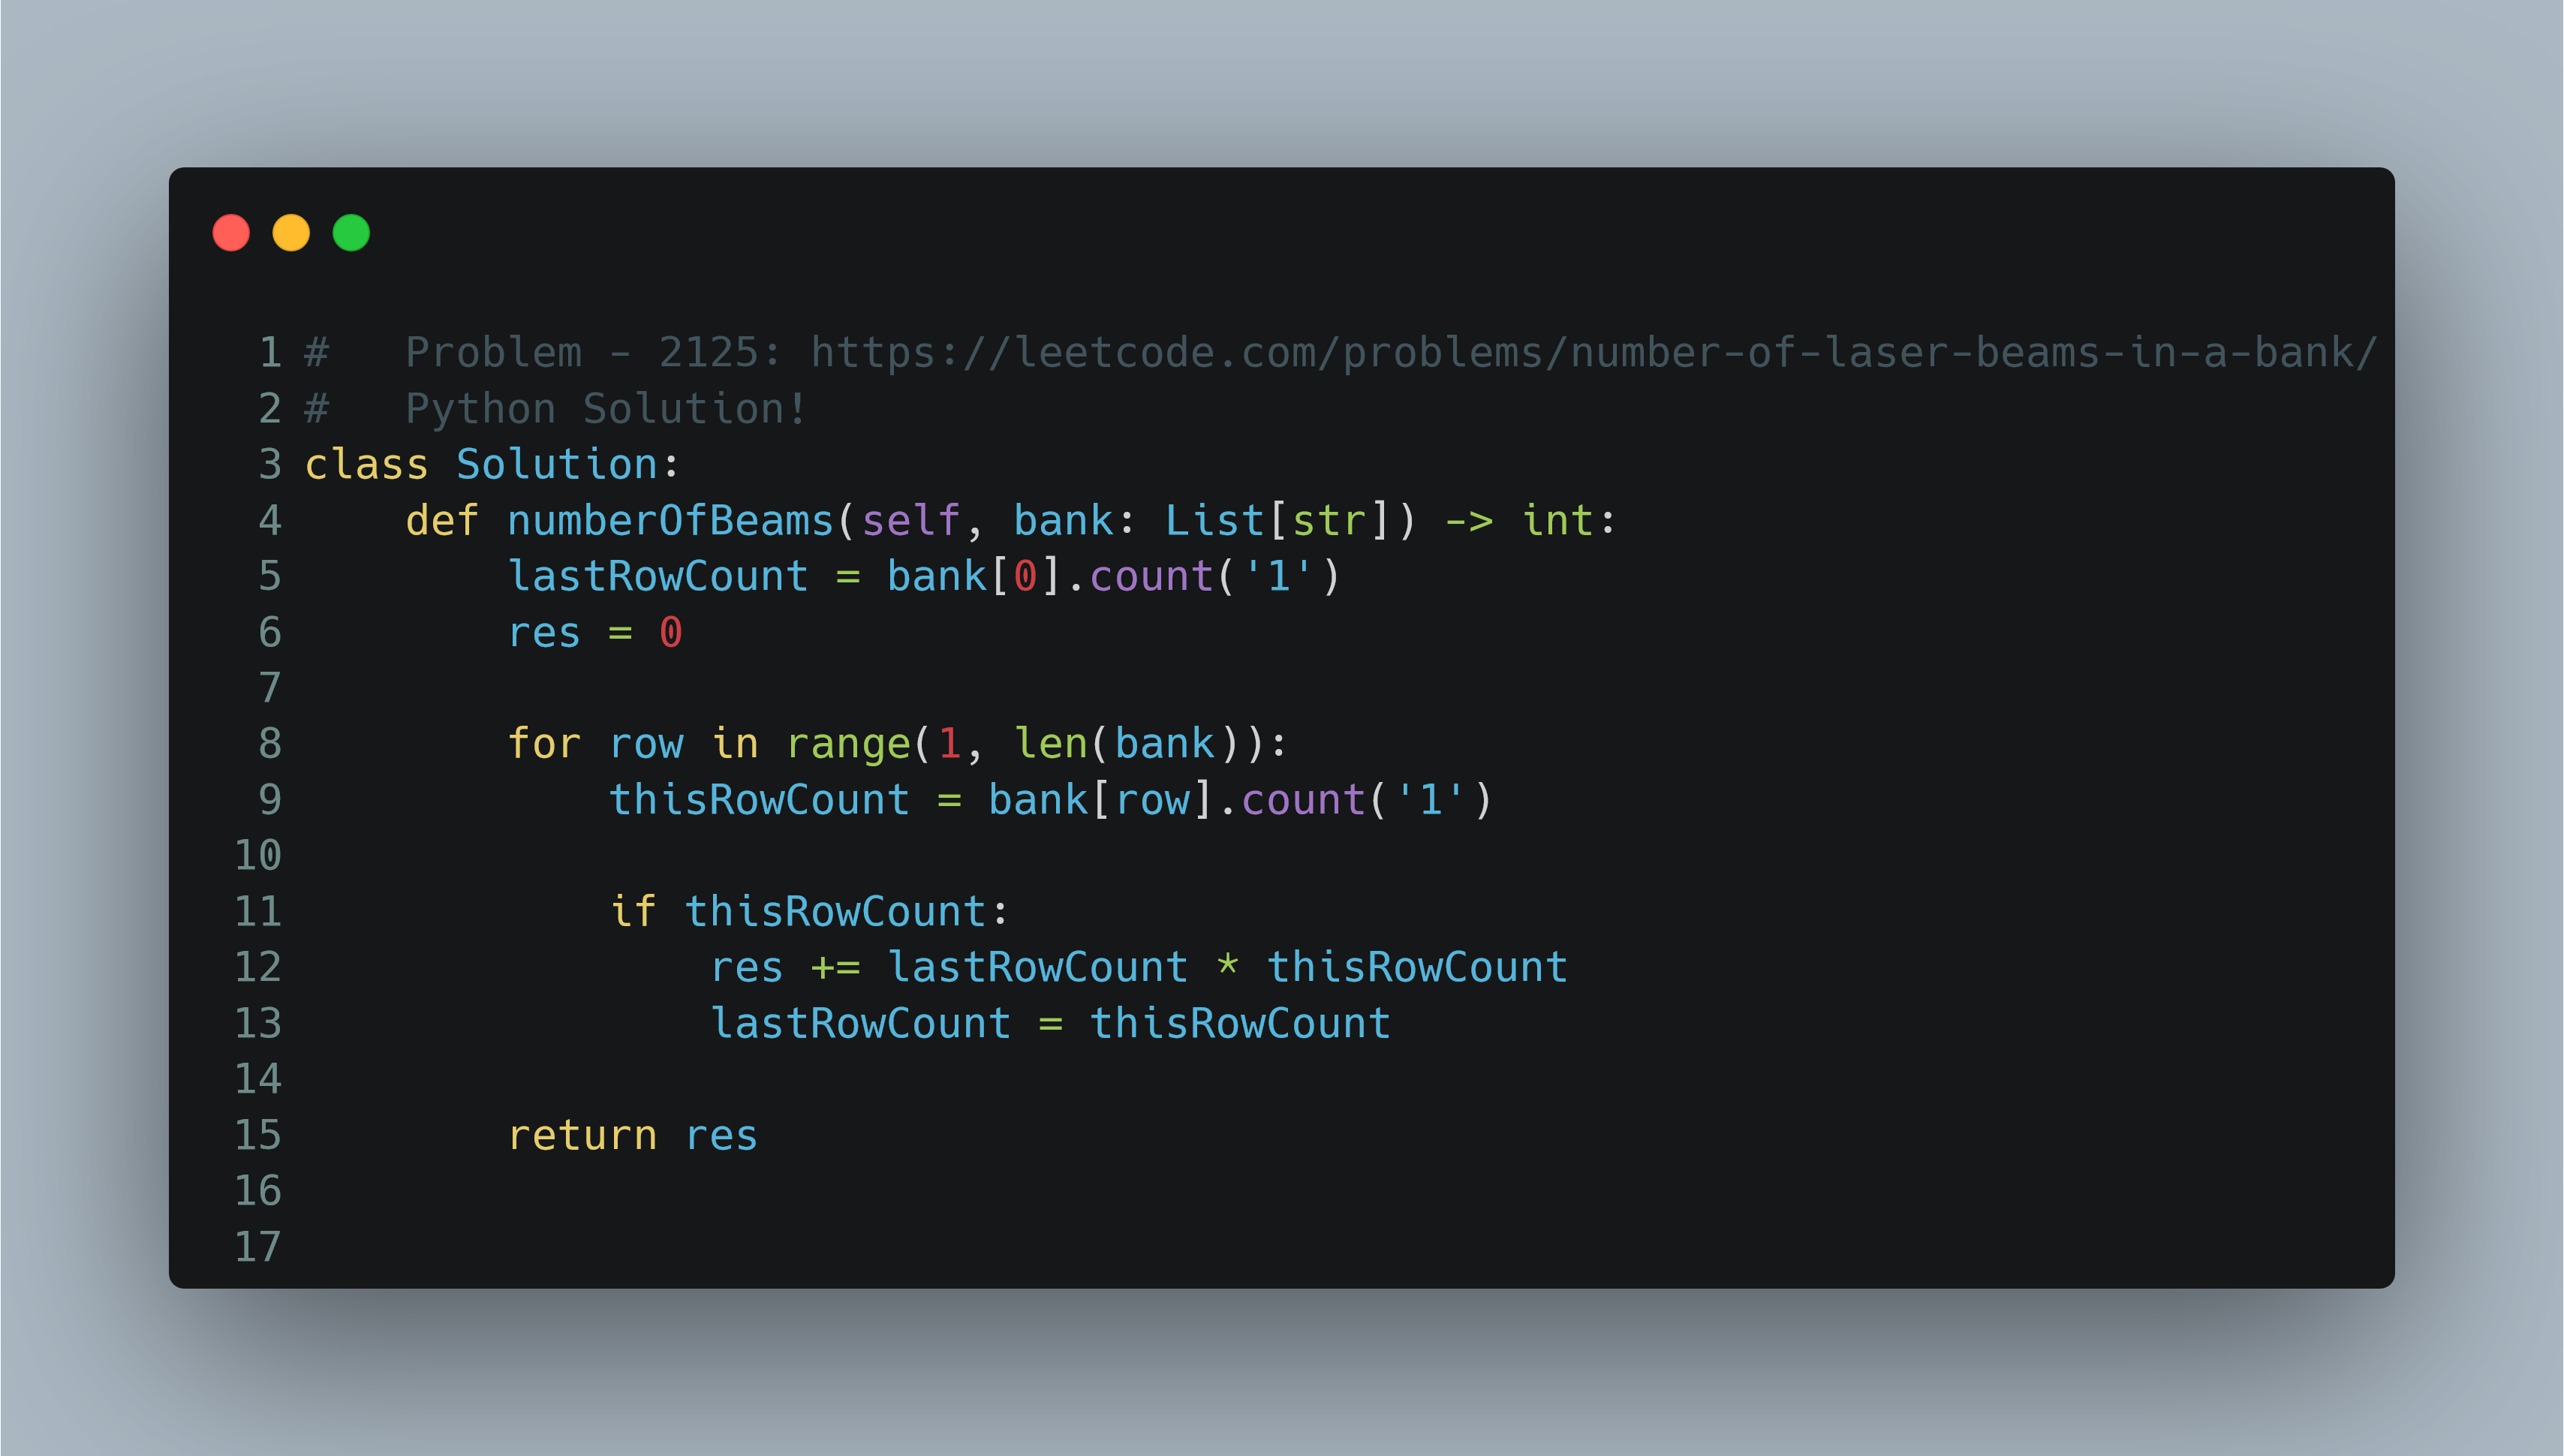 1 #   Problem - 2125: https://leetcode.com/problems/number-of-laser-beams-in-a-bank/
2 #   Python Solution!
3 class Solution:
4     def numberOfBeams(self, bank: List[str]) -> int:
5         lastRowCount = bank[0].count('1')
6         res = 0
7
8         for row in range(1, len(bank)):
9             thisRowCount = bank[row].count('1')
10
11             if thisRowCount:
12                 res += lastRowCount * thisRowCount
13                 lastRowCount = thisRowCount
14
15         return res
16
17